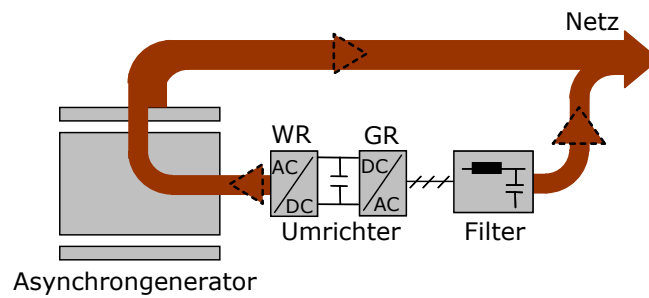 Netz
WR
GR
AC
DC
DC
AC
Umrichter
Filter
Asynchrongenerator